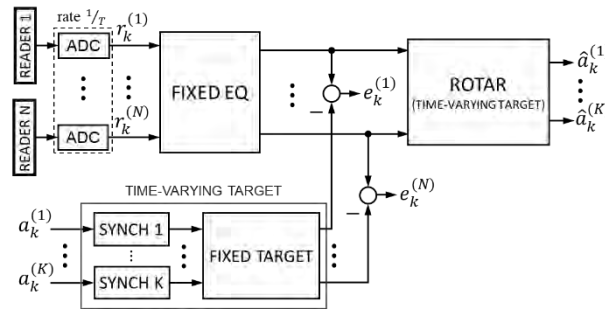 rate 1/T
READER 1
ADC
r_k^(1)
FIXED EQ
e_k^(1)
ROTAR
(TIME-VARYING TARGET)
â_k^(1
READER N
ADC
r_k^(N)
â_k^(K
e_k^(N)
TIME-VARYING TARGET
a_k^(1)
SYNCH 1
FIXED TARGET
a_k^(K)
SYNCH K